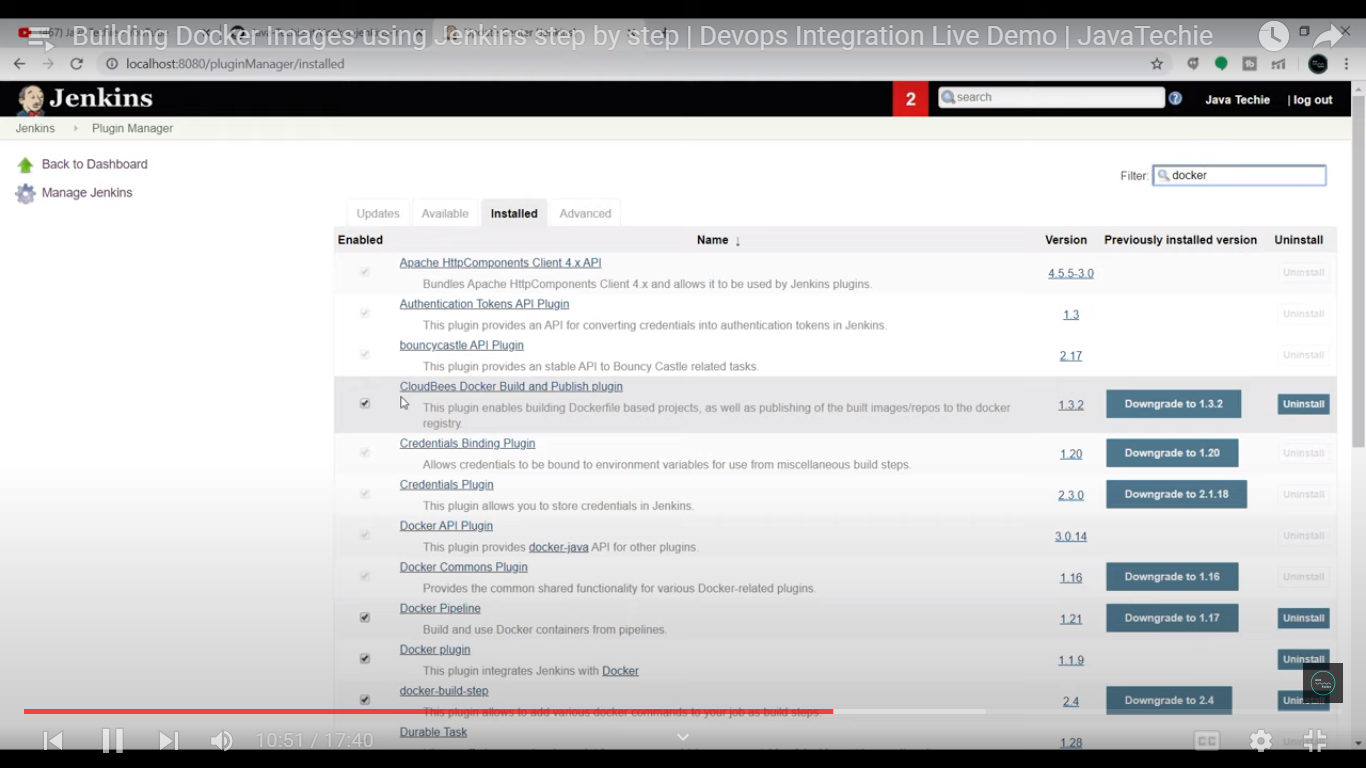 Building Docker Images using Jenkins step by step | Devops Integration Live Demo | JavaTechie
localhost:8080/pluginManager/installed
Jenkins
2
search
Java Techie
| log out
Jenkins
Plugin Manager
Back to Dashboard
Manage Jenkins
Filter:
docker
Updates
Available
Installed
Advanced
Enabled
Name ↓
Version
Previously installed version
Uninstall
Apache HttpComponents Client 4.x API
Bundles Apache HttpComponents Client 4.x and allows it to be used by Jenkins plugins.
4.5.5-3.0
Uninstall
Authentication Tokens API Plugin
This plugin provides an API for converting credentials into authentication tokens in Jenkins.
1.3
Uninstall
bouncycastle API Plugin
This plugin provides an stable API to Bouncy Castle related tasks.
2.17
Uninstall
CloudBees Docker Build and Publish plugin
This plugin enables building Dockerfile based projects, as well as publishing of the built images/repos to the docker
registry.
1.3.2
Downgrade to 1.3.2
Uninstall
Credentials Binding Plugin
Allows credentials to be bound to environment variables for use from miscellaneous build steps.
1.20
Downgrade to 1.20
Uninstall
Credentials Plugin
This plugin allows you to store credentials in Jenkins.
2.3.0
Downgrade to 2.1.18
Uninstall
Docker API Plugin
This plugin provides docker-java API for other plugins.
3.0.14
Uninstall
Docker Commons Plugin
Provides the common shared functionality for various Docker-related plugins.
1.16
Downgrade to 1.16
Uninstall
Docker Pipeline
Build and use Docker containers from pipelines.
1.21
Downgrade to 1.17
Uninstall
Docker plugin
This plugin integrates Jenkins with Docker
1.1.9
Uninstall
docker-build-step
This plugin allows to add various docker commands to your job as build steps.
2.4
Downgrade to 2.4
Durable Task
1.28
10:51 / 17:40
CC